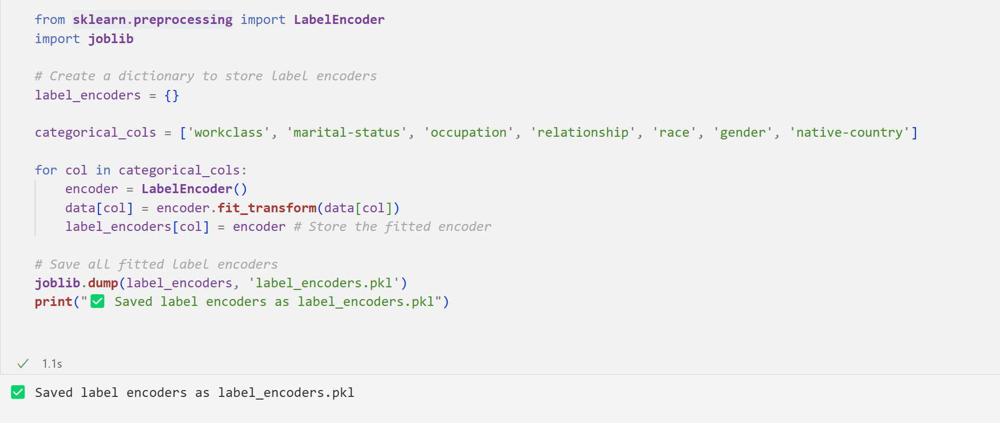 from sklearn.preprocessing import LabelEncoder
import joblib
# Create a dictionary to store label encoders
label_encoders = {}
categorical_cols = ['workclass', 'marital-status', 'occupation', 'relationship', 'race', 'gender', 'native-country']
for col in categorical_cols:
    encoder = LabelEncoder()
    data[col] = encoder.fit_transform(data[col])
    label_encoders[col] = encoder # Store the fitted encoder
# Save all fitted label encoders
joblib.dump(label_encoders, 'label_encoders.pkl')
print("✅ Saved label encoders as label_encoders.pkl")
✓ 1.1s
✅ Saved label encoders as label_encoders.pkl